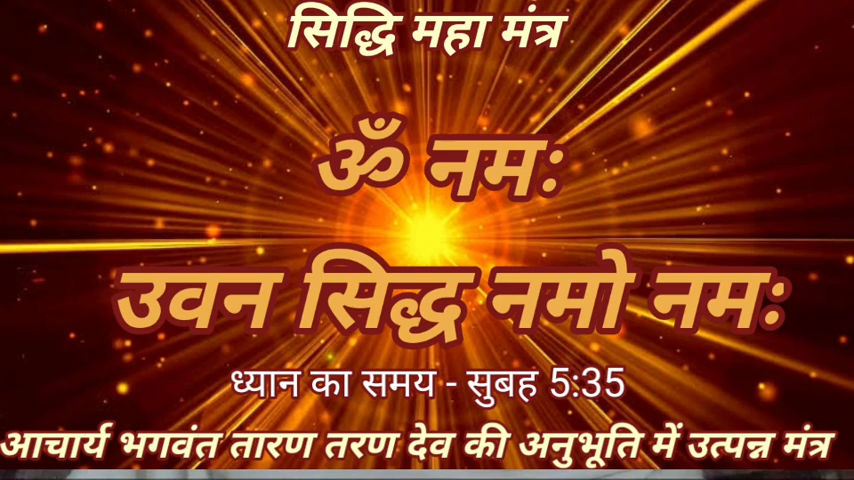 सिद्धि महा मंत्र
ॐ नमः
उवन सिद्ध नमो नमः
ध्यान का समय - सुबह 5:35
आचार्य भगवंत तारण तरण देव की अनुभूति में उत्पन्न मंत्र